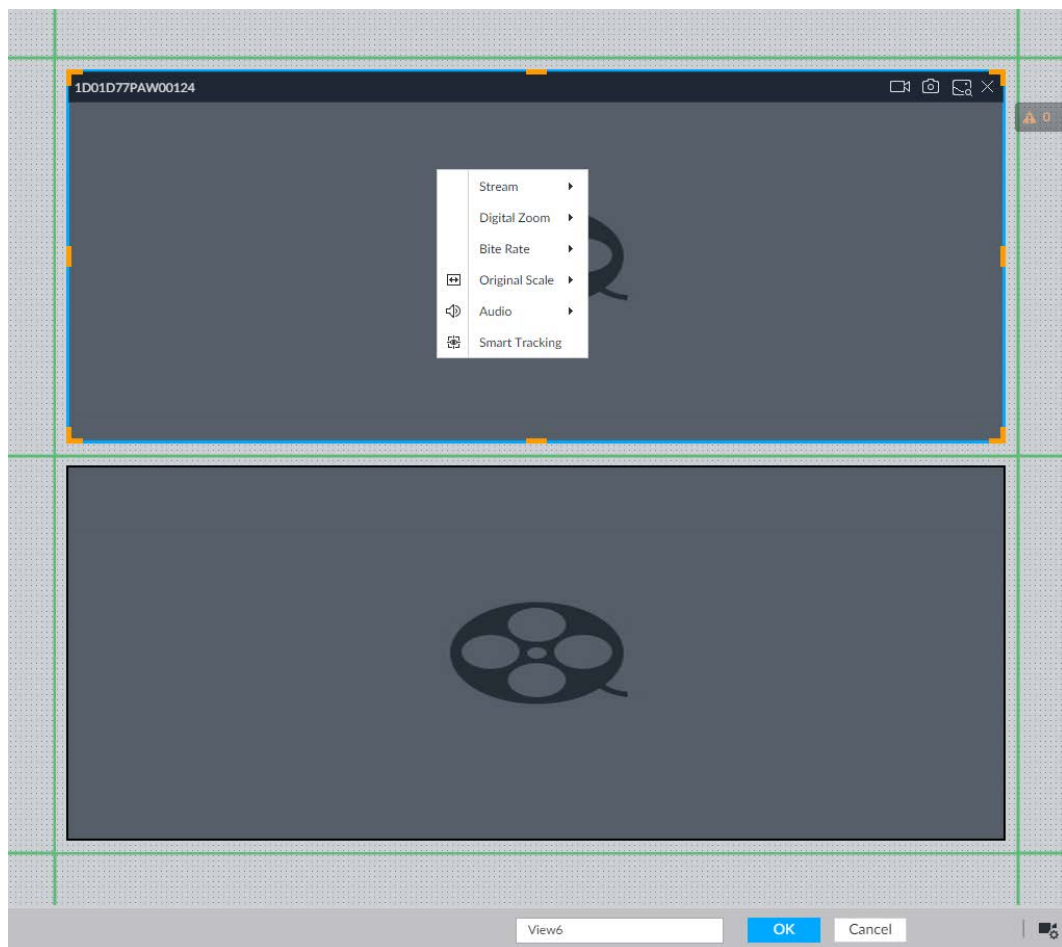 1D01D77PAW00124
0
Stream
Digital Zoom
Bite Rate
Original Scale
Audio
Smart Tracking
View6
OK
Cancel